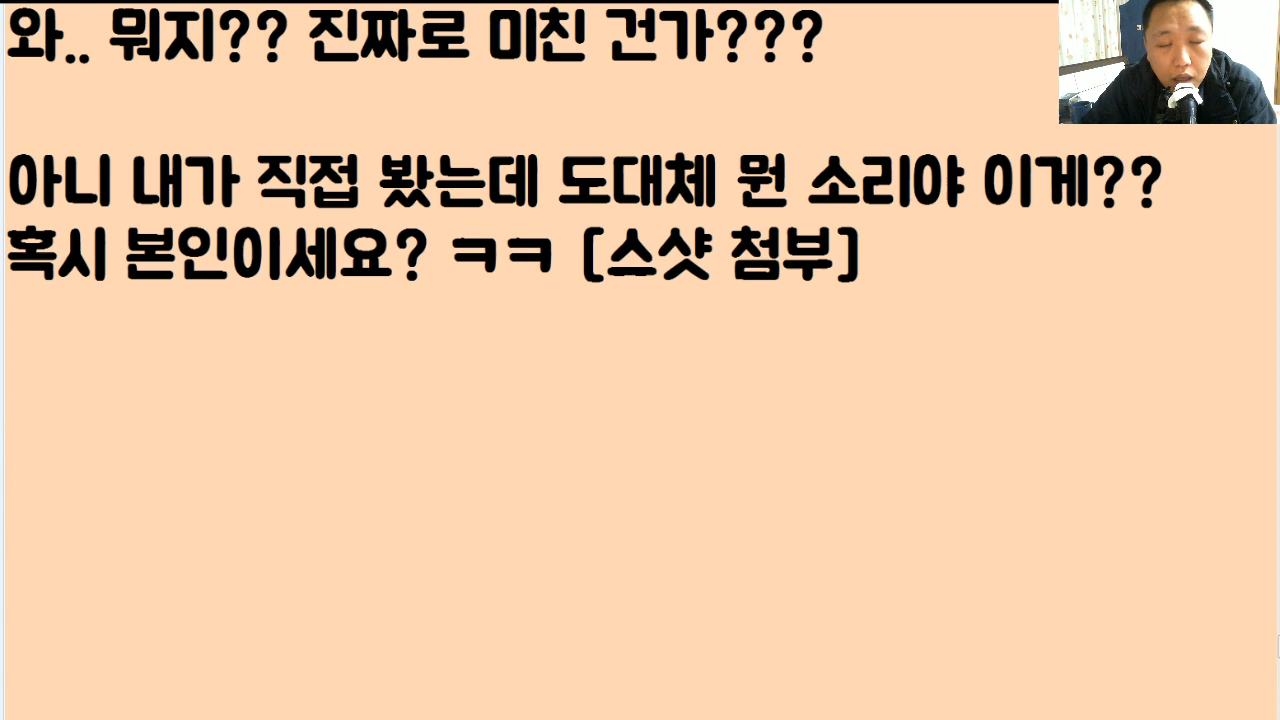 와.. 뭐지?? 진짜로 미친 건가???
아니 내가 직접 봤는데 도대체 뭔 소리야 이게??
혹시 본인이세요? ㅋㅋ [스샷 첨부]